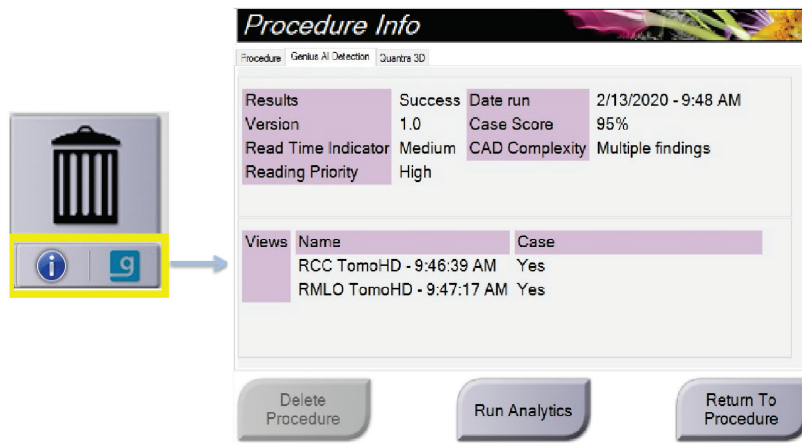 Procedure Info
Procedure Genius AI Detection Quantra 3D
Results Success Date run 2/13/2020 - 9:48 AM
Version 1.0 Case Score 95%
Read Time Indicator Medium CAD Complexity Multiple findings
Reading Priority High
i g
Views Name Case
RCC TomoHD - 9:46:39 AM Yes
RMLO TomoHD - 9:47:17 AM Yes
Delete
Procedure
Run Analytics
Return To
Procedure